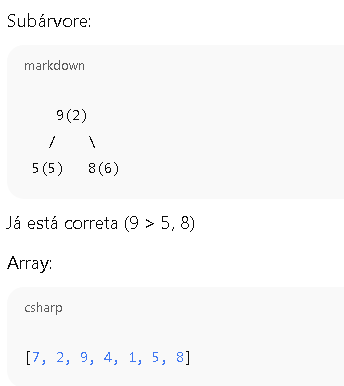 Subárvore:
markdown
9(2)
/ \
5(5) 8(6)
Já está correta (9 > 5, 8)
Array:
csharp
[7, 2, 9, 4, 1, 5, 8]